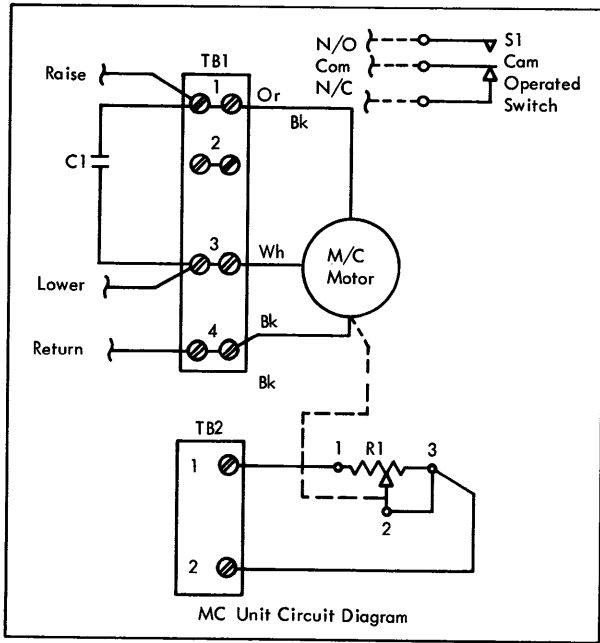 N/O
S1
Com
Cam
N/C
Operated
Switch
Raise
TB1
1
Or
Bk
2
C1
3
Wh
M/C
Motor
Lower
4
Bk
Return
Bk
TB2
1
1
R1
3
2
2
MC Unit Circuit Diagram